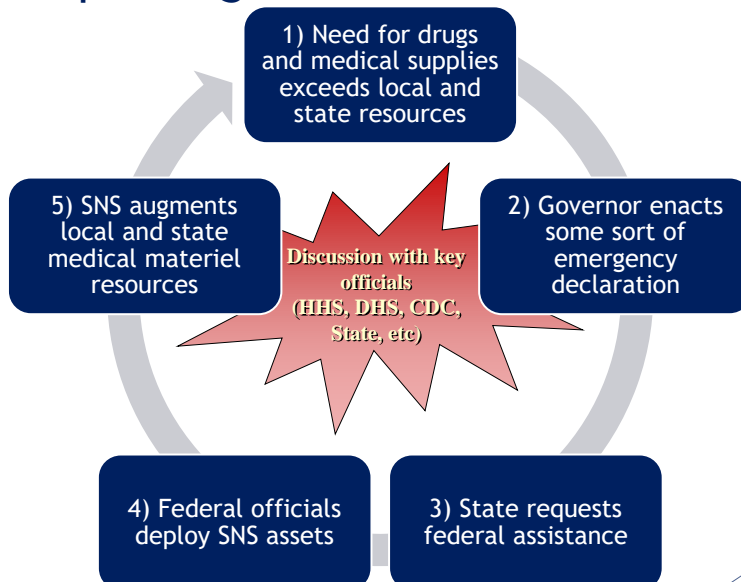 1) Need for drugs
and medical supplies
exceeds local and
state resources
2) Governor enacts
some sort of
emergency
declaration
3) State requests
federal assistance
4) Federal officials
deploy SNS assets
5) SNS augments
local and state
medical materiel
resources
Discussion with key
officials
(HHS, DHS, CDC,
State, etc)